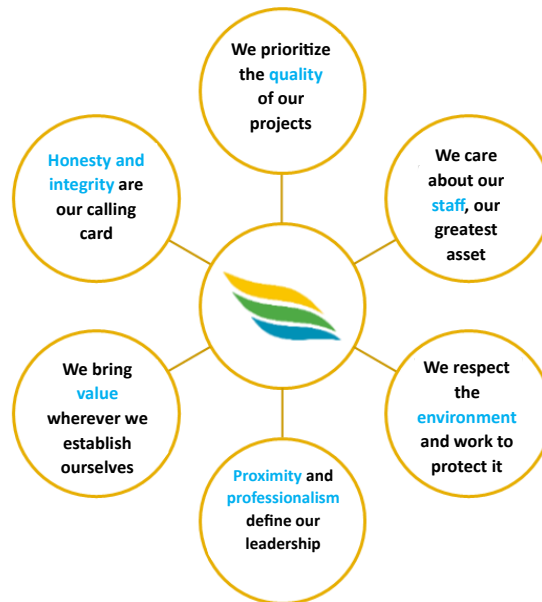 We prioritize
the quality
of our
projects
Honesty and
integrity are
our calling
card
We care
about our
staff, our
greatest
asset
We bring
value
wherever we
establish
ourselves
We respect
the
environment
and work to
protect it
Proximity and
professionalism
define our
leadership